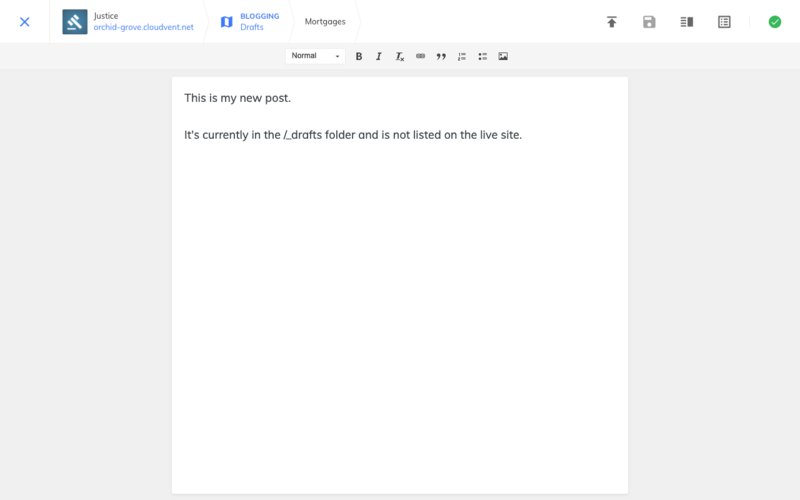 Justice
orchid-grove.cloudvent.net
BLOGGING
Drafts
Mortgages
Normal
This is my new post.
It's currently in the /_drafts folder and is not listed on the live site.